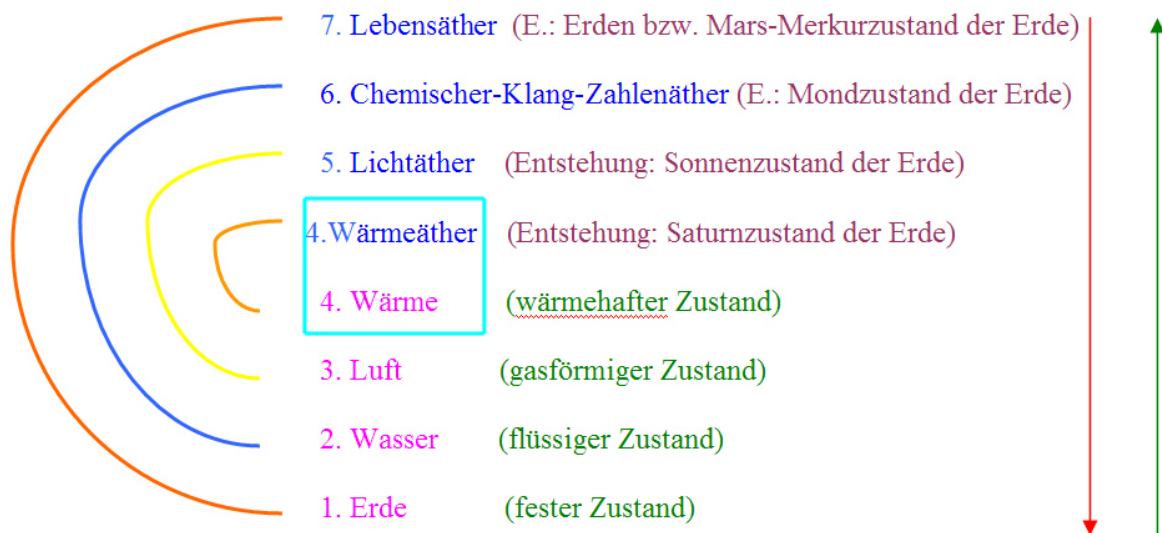 7. Lebensäther (E.: Erden bzw. Mars-Merkurzustand der Erde)
6. Chemischer-Klang-Zahlenäther (E.: Mondzustand der Erde)
5. Lichtäther (Entstehung: Sonnenzustand der Erde)
4.Wärmeäther (Entstehung: Saturnzustand der Erde)
4. Wärme (wärmehafter Zustand)
3. Luft (gasförmiger Zustand)
2. Wasser (flüssiger Zustand)
1. Erde (fester Zustand)